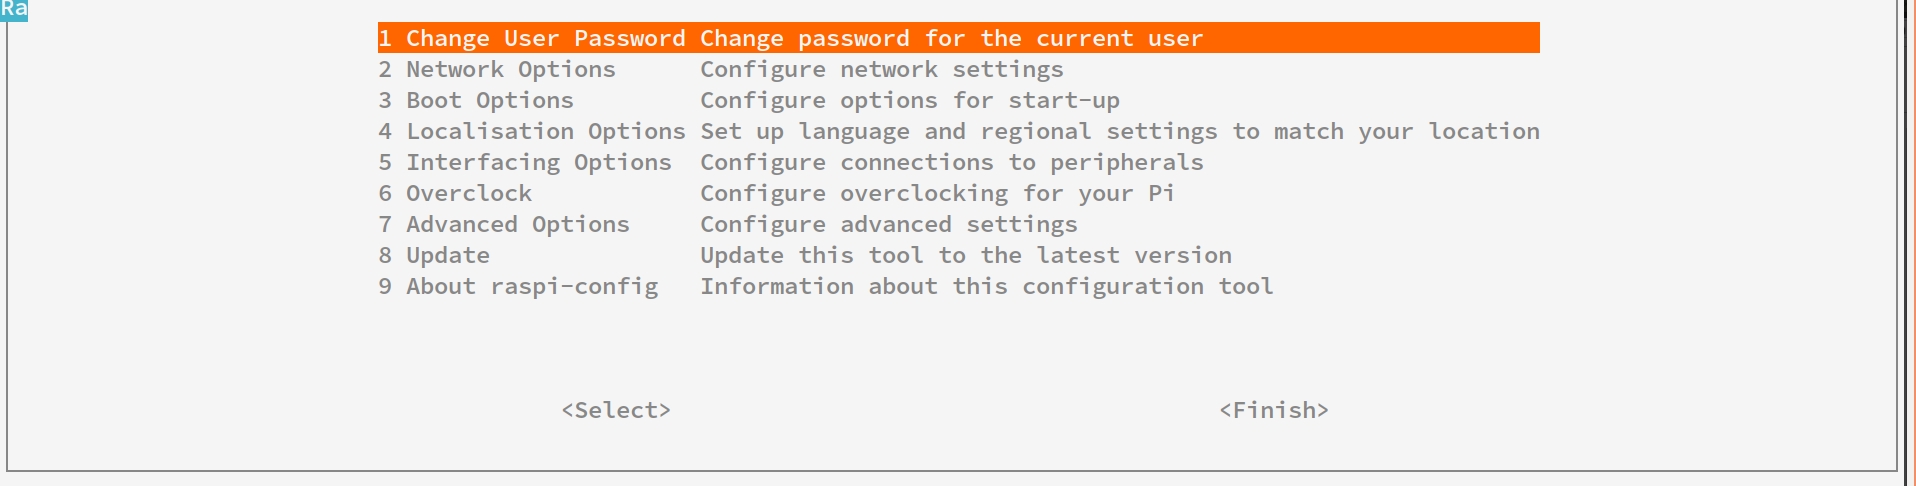 Ra
1 Change User Password Change password for the current user
2 Network Options Configure network settings
3 Boot Options Configure options for start-up
4 Localisation Options Set up language and regional settings to match your location
5 Interfacing Options Configure connections to peripherals
6 Overclock Configure overclocking for your Pi
7 Advanced Options Configure advanced settings
8 Update Update this tool to the latest version
9 About raspi-config Information about this configuration tool
<Select> <Finish>